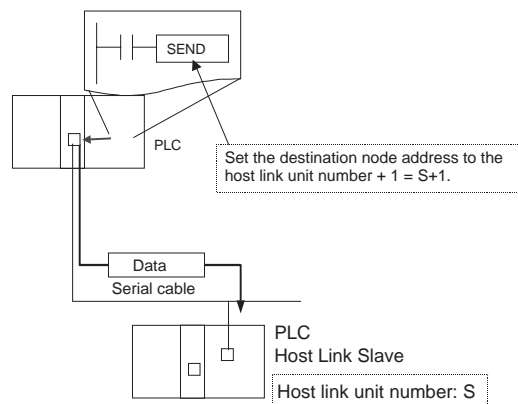 SEND
PLC
Set the destination node address to the
host link unit number + 1 = S+1.
Data
Serial cable
PLC
Host Link Slave
Host link unit number: S